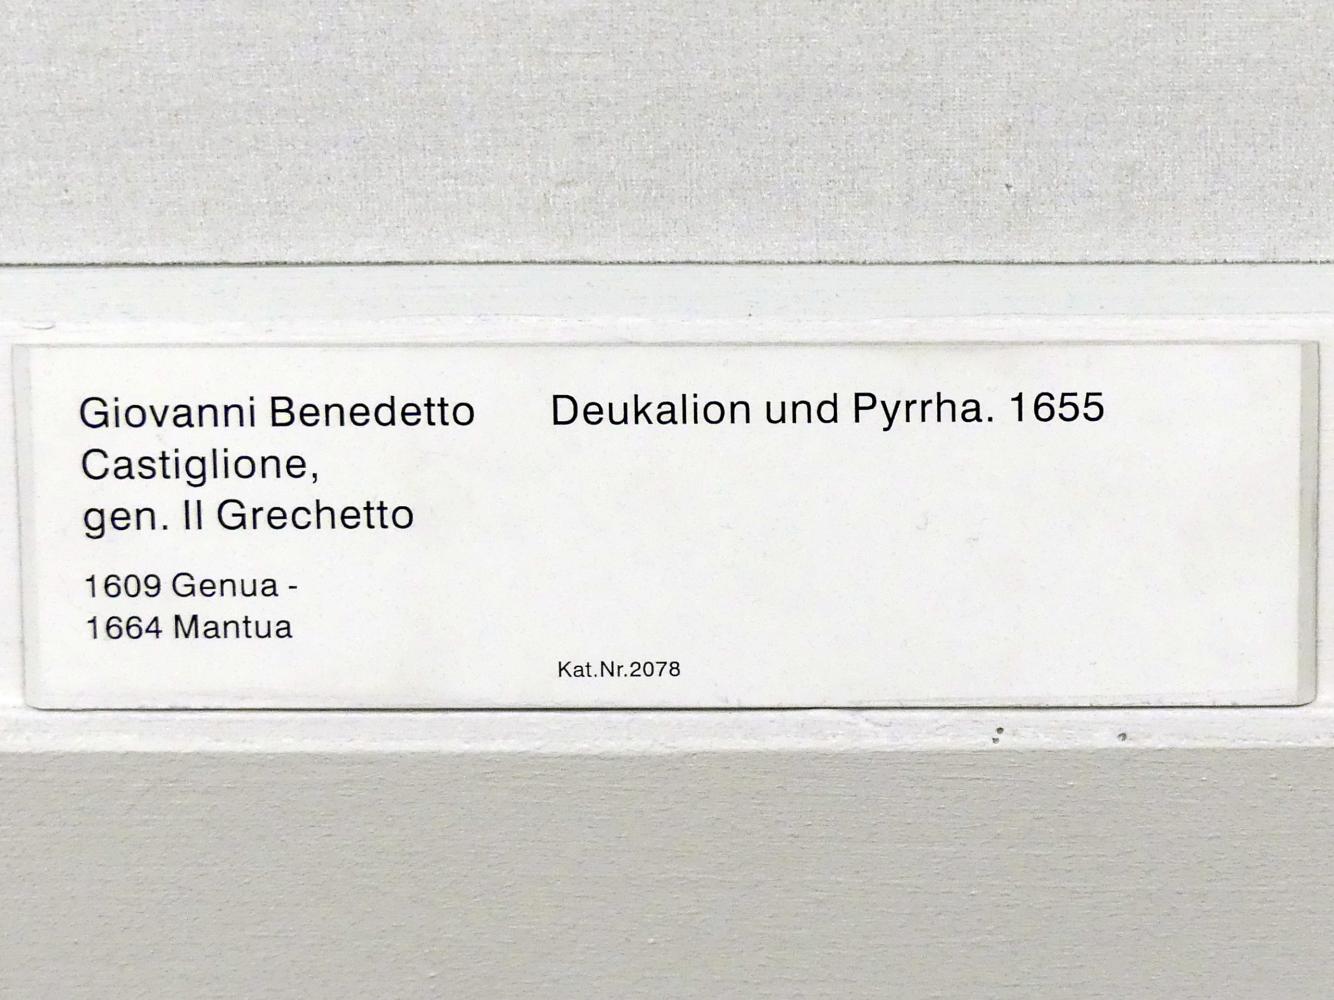 Giovanni Benedetto
Castiglione,
gen. Il Grechetto
1609 Genua -
1664 Mantua
Deukalion und Pyrrha. 1655
Kat.Nr.2078